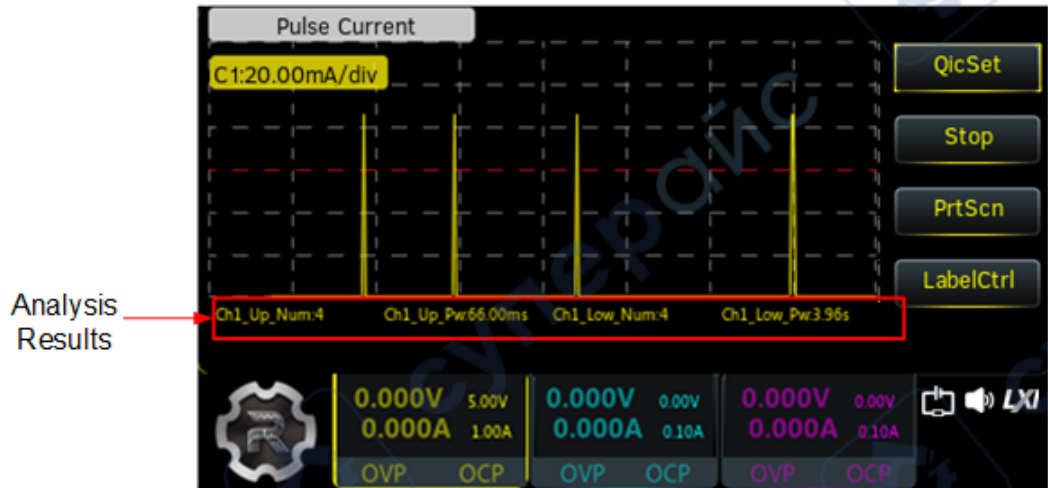 Pulse Current
C1:20.00mA/div
QicSet
Stop
PrtScn
LabelCtrl
Analysis
Results
Ch1_Up_Num:4 Ch1_Up_Pw:66.00ms Ch1_Low_Num:4 Ch1_Low_Pw:3.96s
0.000V 5.00V 0.000V 0.00V 0.000V 0.00V
0.000A 1.00A 0.000A 0.10A 0.000A 0.10A
LXI
OVP OCP OVP OCP OVP OCP
R
суперайс